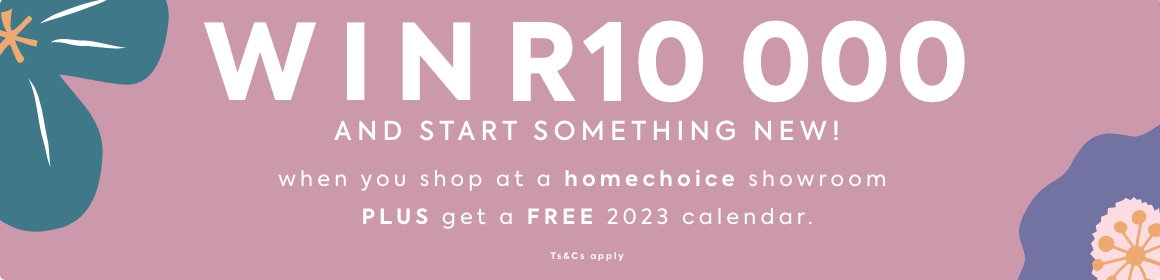 WIN R10 000
AND START SOMETHING NEW!
when you shop at a homechoice showroom
PLUS get a FREE 2023 calendar.
Ts&Cs apply